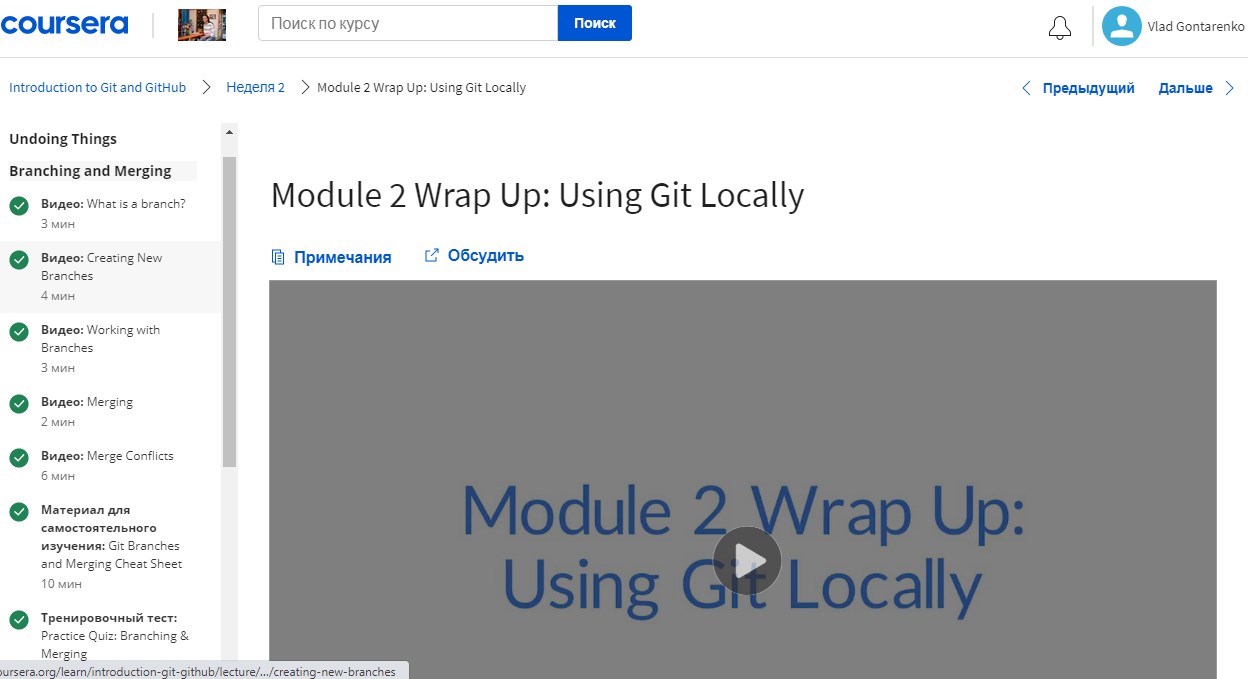 coursera
Поиск по курсу
Поиск
Vlad Gontarenko
Introduction to Git and GitHub
Неделя 2
Module 2 Wrap Up: Using Git Locally
Предыдущий
Дальше
Undoing Things
Branching and Merging
Видео: What is a branch?
3 мин
Видео: Creating New
Branches
4 мин
Видео: Working with
Branches
3 мин
Видео: Merging
2 мин
Видео: Merge Conflicts
6 мин
Материал для
самостоятельного
изучения: Git Branches
and Merging Cheat Sheet
10 мин
Тренировочный тест:
Practice Quiz: Branching &
Merging
oursera.org/learn/introduction-git-github/lecture/.../creating-new-branches
Module 2 Wrap Up: Using Git Locally
Примечания
Обсудить
Module 2 Wrap Up:
Using Git Locally